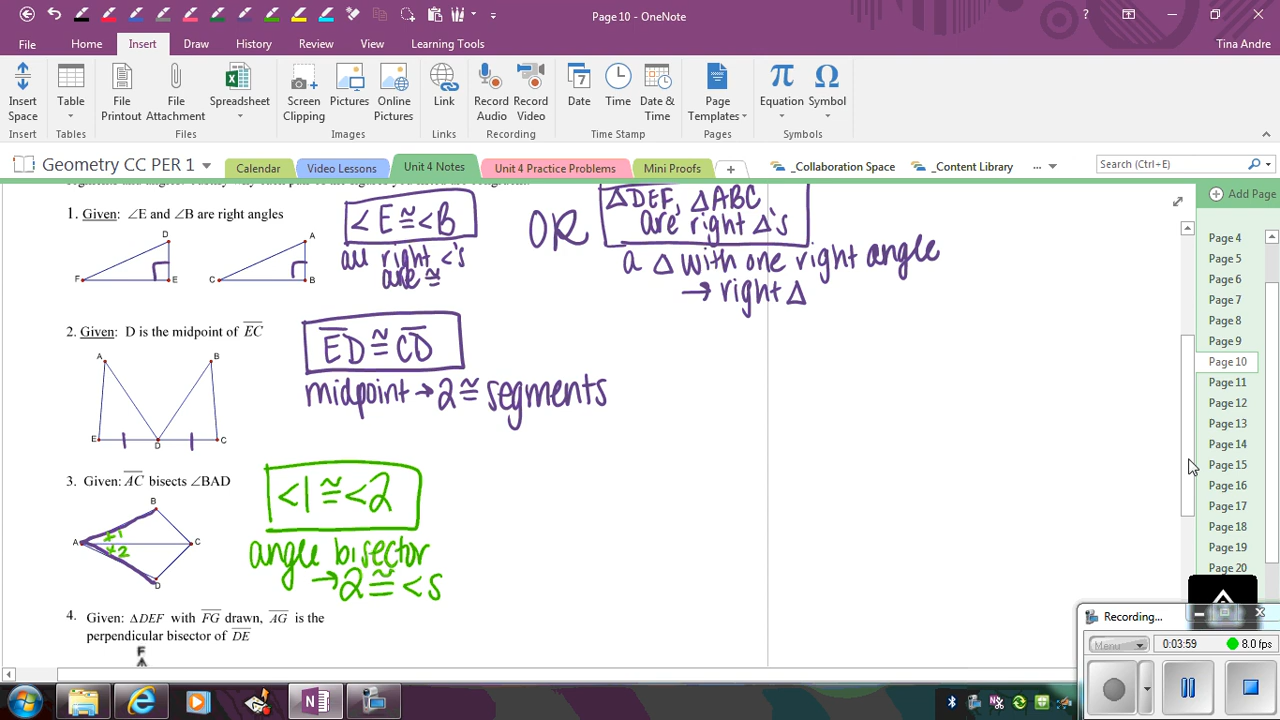 Page 10 - OneNote
Tina Andre
File Home Insert Draw History Review View Learning Tools
Insert Space
Table
File Printout
File Attachment
Spreadsheet
Screen Clipping
Pictures
Online Pictures
Link
Record Audio
Record Video
Date
Time
Date & Time
Page Templates
Equation
Symbol
Insert Tables Files Images Links Recording Time Stamp Pages Symbols
Geometry CC PER 1
Calendar Video Lessons Unit 4 Notes Unit 4 Practice Problems Mini Proofs
_Collaboration Space _Content Library ...
Search (Ctrl+E)
Add Page
1. Given: ∠E and ∠B are right angles
D
F E
A
C B
<E ≅ <B
all right <'s
are ≅
OR
△DEF, △ABC
are right △'s
a △ with one right angle
→ right △
2. Given: D is the midpoint of EC
A B
E D C
ED ≅ CD
midpoint → 2 ≅ segments
3. Given: AC bisects ∠BAD
B
A C
D
1
2
<1 ≅ <2
angle bisector
→ 2 ≅ <s
4. Given: ΔDEF with FG drawn, AG is the
perpendicular bisector of DE
F
Page 4
Page 5
Page 6
Page 7
Page 8
Page 9
Page 10
Page 11
Page 12
Page 13
Page 14
Page 15
Page 16
Page 17
Page 18
Page 19
Page 20
Recording...
Menu
0:03:59
8.0 fps